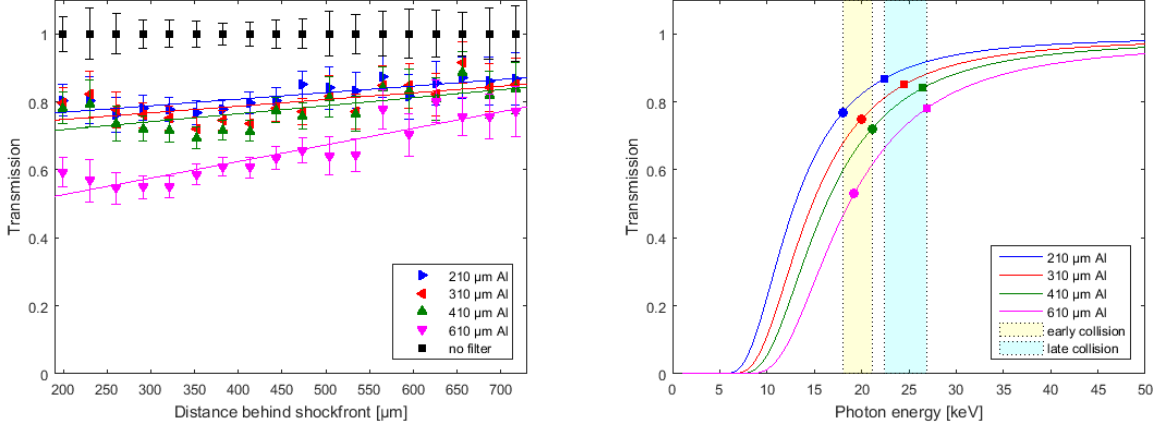 1
0.8
0.6
0.4
0.2
0
Transmission
200 250 300 350 400 450 500 550 600 650 700
Distance behind shockfront [µm]
210 µm Al
310 µm Al
410 µm Al
610 µm Al
no filter
1
0.8
0.6
0.4
0.2
0
Transmission
0 5 10 15 20 25 30 35 40 45 50
Photon energy [keV]
210 µm Al
310 µm Al
410 µm Al
610 µm Al
early collision
late collision